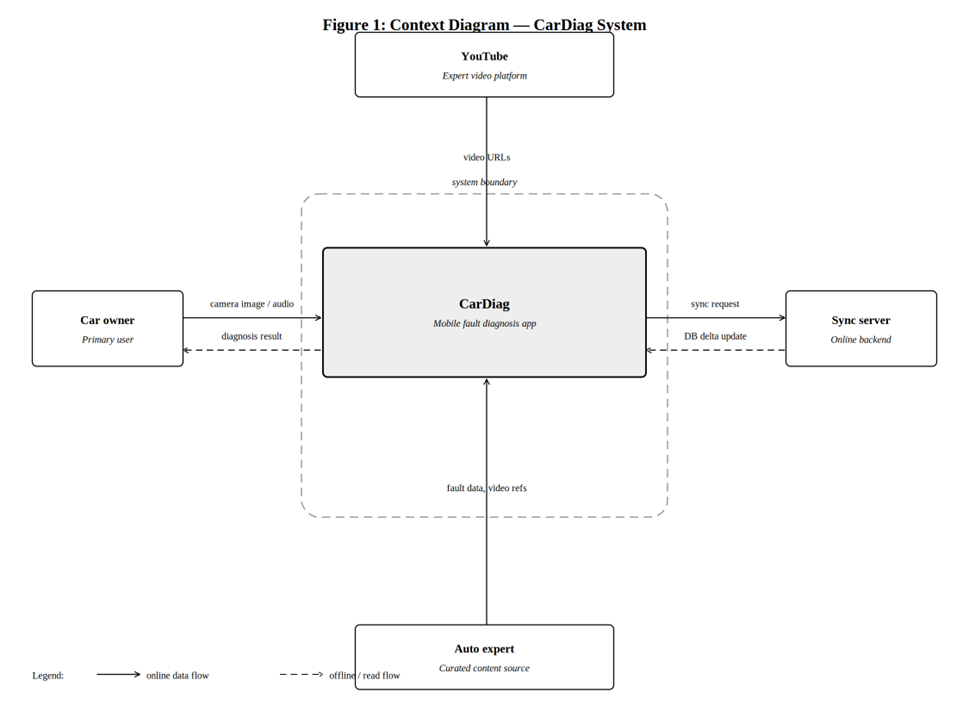 Figure 1: Context Diagram — CarDiag System
YouTube
Expert video platform
video URLs
system boundary
CarDiag
Mobile fault diagnosis app
Car owner
Primary user
camera image / audio
diagnosis result
sync request
DB delta update
Sync server
Online backend
fault data, video refs
Auto expert
Curated content source
Legend:
online data flow
offline / read flow